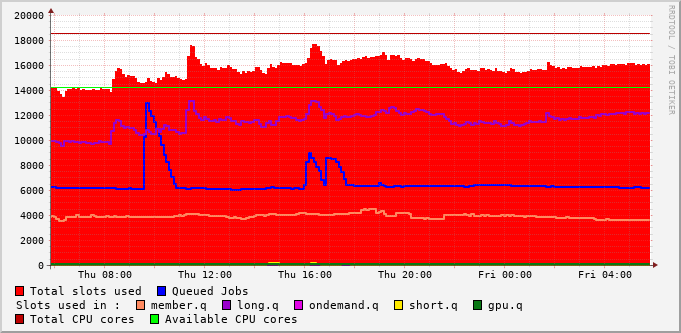 20000
18000
16000
14000
12000
10000
8000
6000
4000
2000
0
Thu 08:00 Thu 12:00 Thu 16:00 Thu 20:00 Fri 00:00 Fri 04:00
RRDTOOL / TOBI OETIKER
Total slots used Queued Jobs
Slots used in : member.q long.q ondemand.q short.q gpu.q
Total CPU cores Available CPU cores